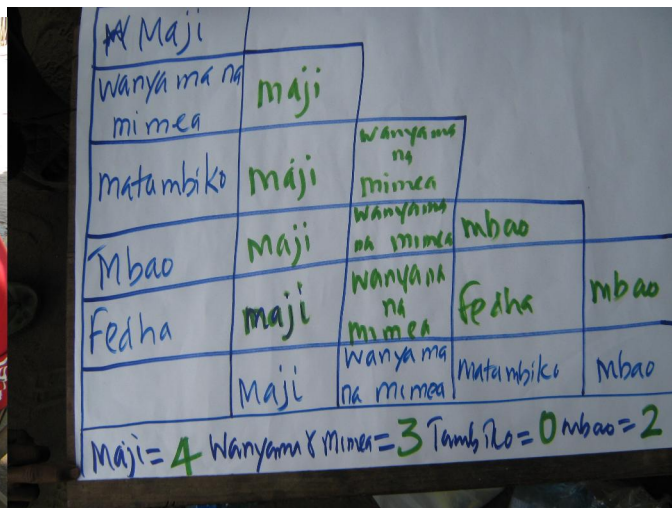 Maji
Wanyama na
mimea
maji
Matambiko
maji
wanyama
na
mimea
Mbao
maji
wanyama
na mimea
mbao
Fedha
maji
wanyana
na
mimea
fedha
mbao
Maji
Wanyama
na mimea
Matambiko
Mbao
Maji=4 Wanyama & Mimea=3 Tambiko=0 mbao=2